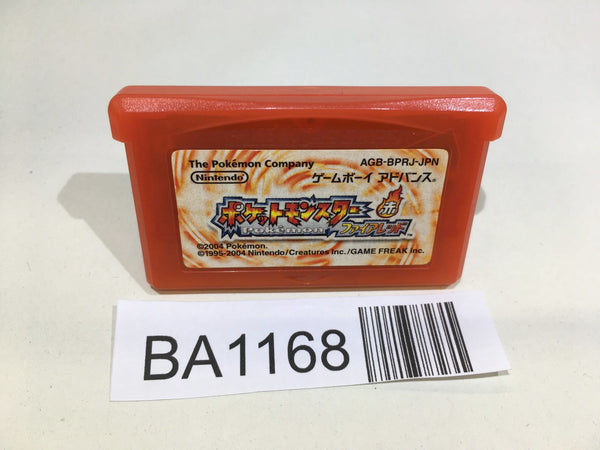 The Pokémon Company
AGB-BPRJ-JPN
Nintendo
ゲームボーイ アドバンス®
ポケットモンスター
赤
Pokémon
ファイアレッド™
©2004 Pokémon.
©1995-2004 Nintendo/Creatures Inc./GAME FREAK Inc.
BA1168